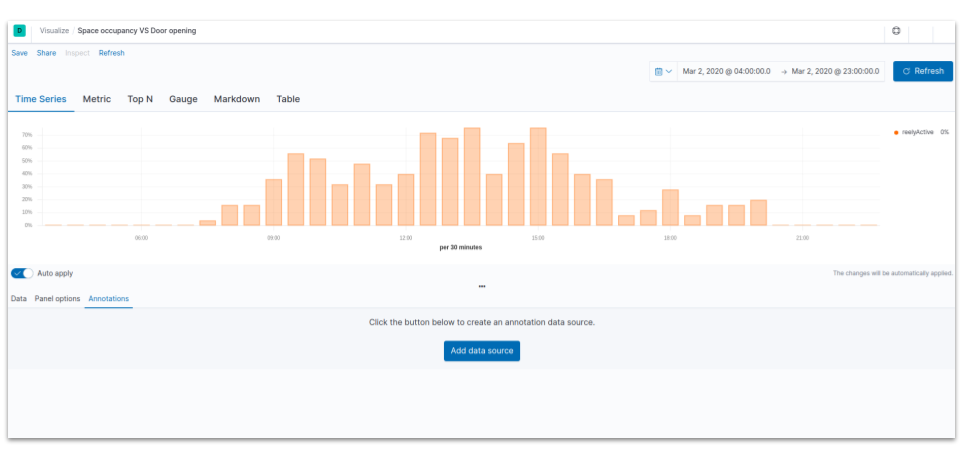 D Visualize / Space occupancy VS Door opening
Save Share Inspect Refresh
Mar 2, 2020 @ 04:00:00.0 → Mar 2, 2020 @ 23:00:00.0 Refresh
Time Series Metric Top N Gauge Markdown Table
70%
60%
50%
40%
30%
20%
10%
0%
reelyActive 0%
06:00 09:00 12:00 15:00 18:00 21:00
per 30 minutes
Auto apply
The changes will be automatically applied.
Data Panel options Annotations
Click the button below to create an annotation data source.
Add data source